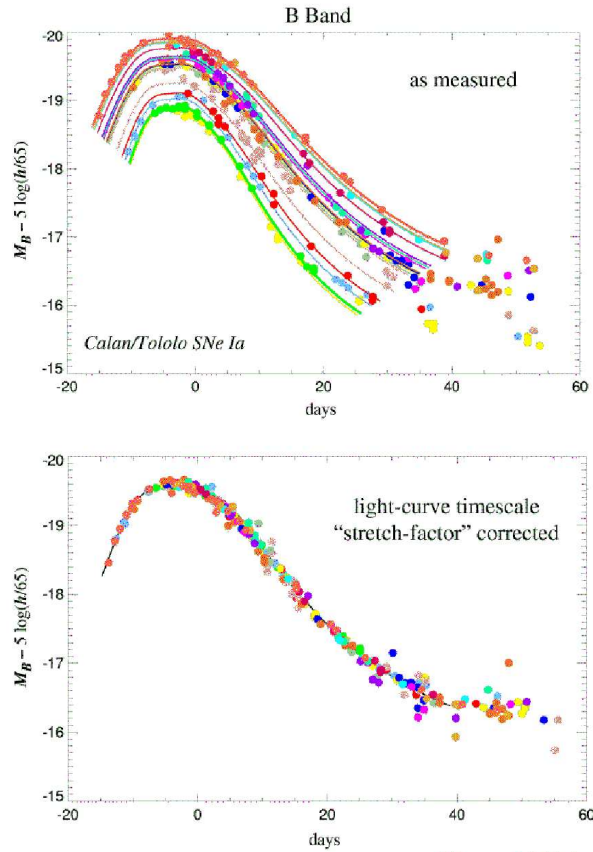 B Band
as measured
-20
-19
-18
-17
-16
-15
M_B – 5 log(h/65)
Calan/Tololo SNe Ia
-20
0
20
40
60
days
-20
-19
-18
-17
-16
-15
M_B – 5 log(h/65)
light-curve timescale
“stretch-factor” corrected
-20
0
20
40
60
days